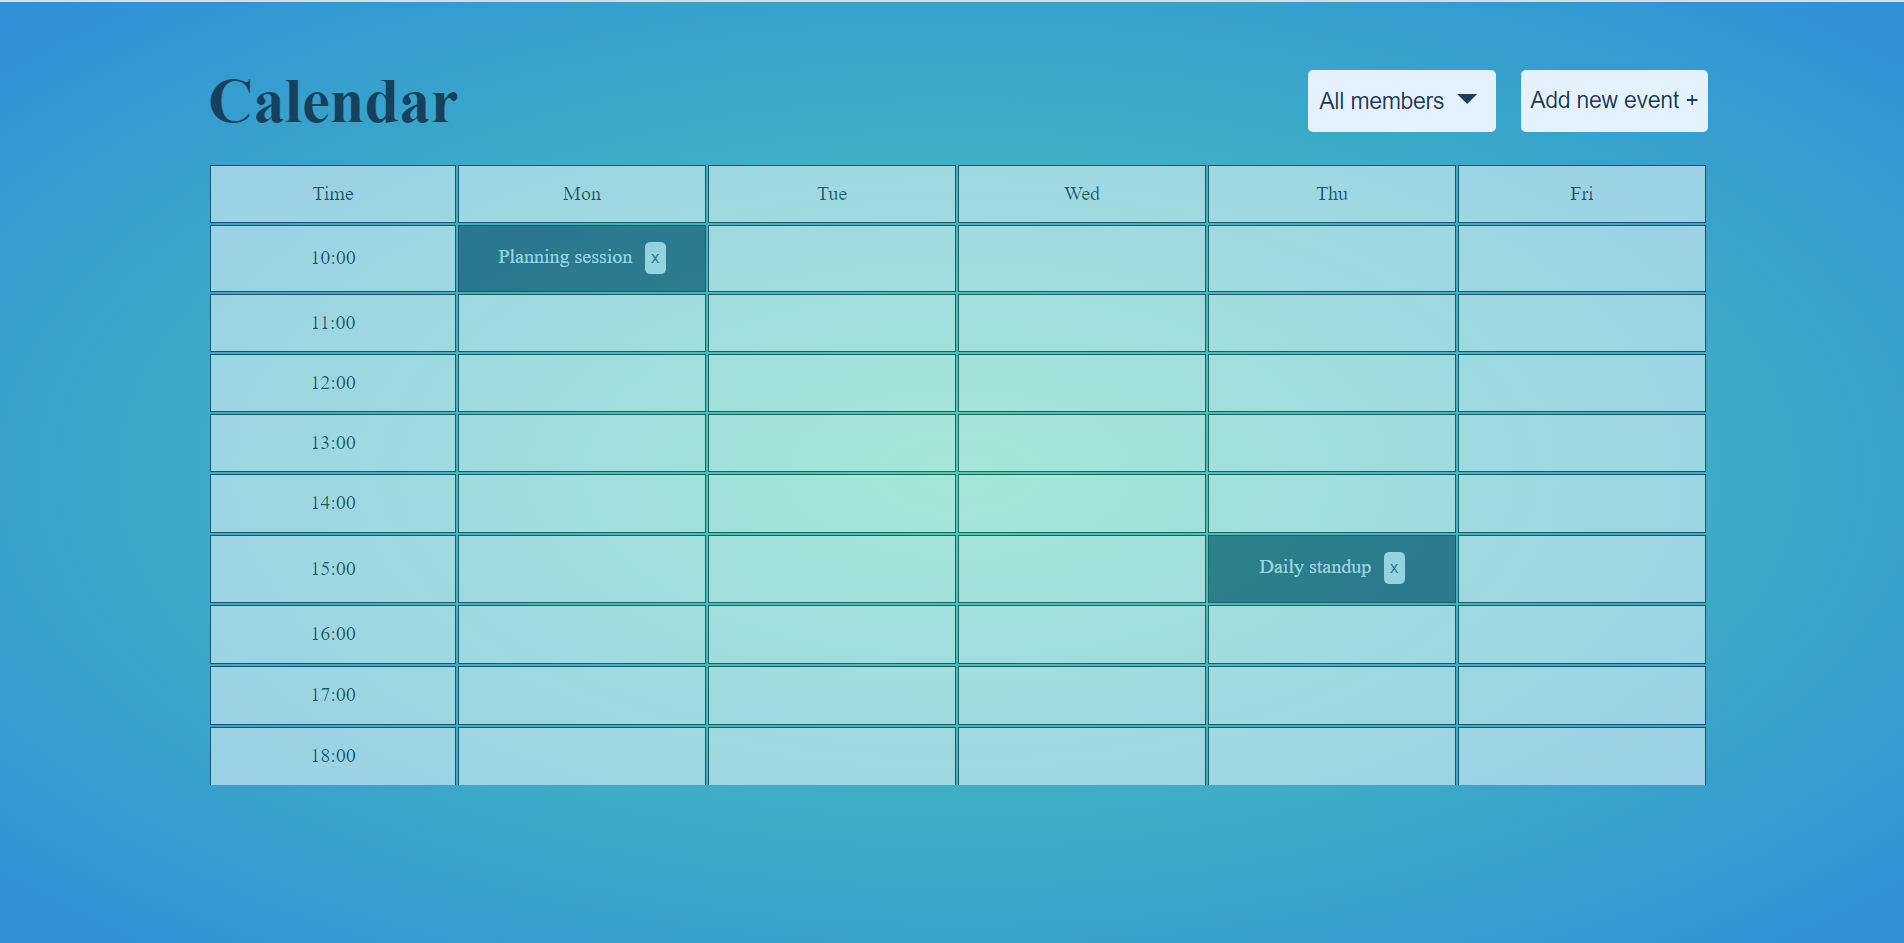 Calendar
All members
Add new event +
Time Mon Tue Wed Thu Fri
10:00 Planning session x
11:00
12:00
13:00
14:00
15:00 Daily standup x
16:00
17:00
18:00